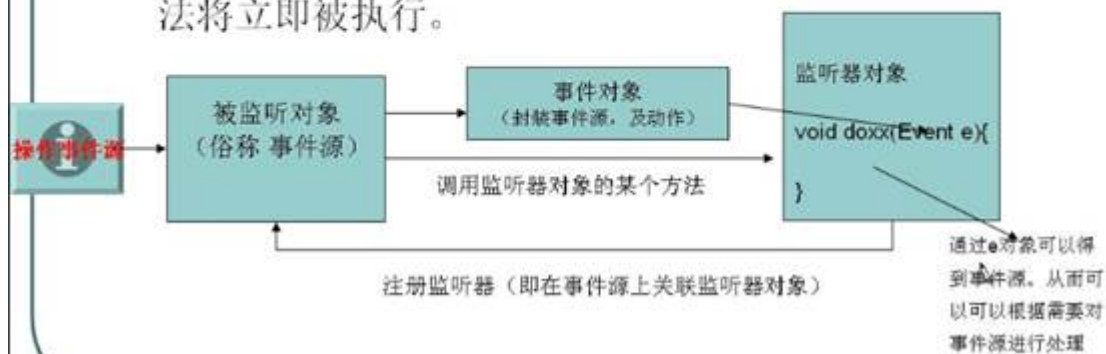 法将立即被执行。
操作事件源
被监听对象
（俗称 事件源）
事件对象
（封装事件源，及动作）
调用监听器对象的某个方法
监听器对象
void doxx(Event e){
}
注册监听器（即在事件源上关联监听器对象）
通过e对象可以得
到事件源。从而可
以可以根据需要对
事件源进行处理